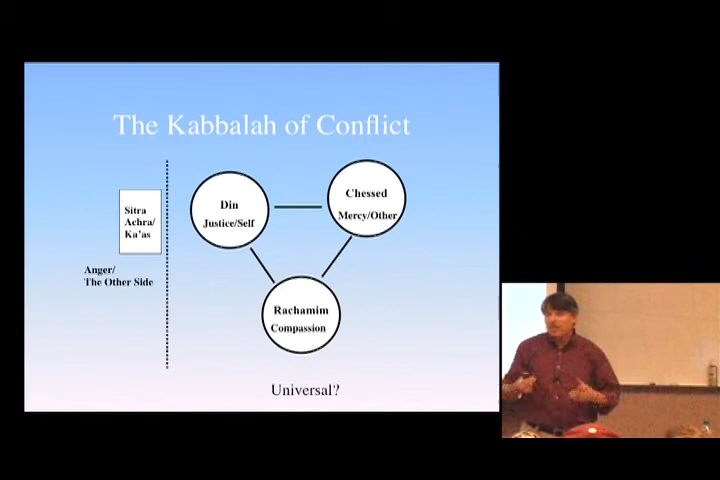 The Kabbalah of Conflict
Sitra
Achra/
Ka'as
Anger/
The Other Side
Din
Justice/Self
Chessed
Mercy/Other
Rachamim
Compassion
Universal?